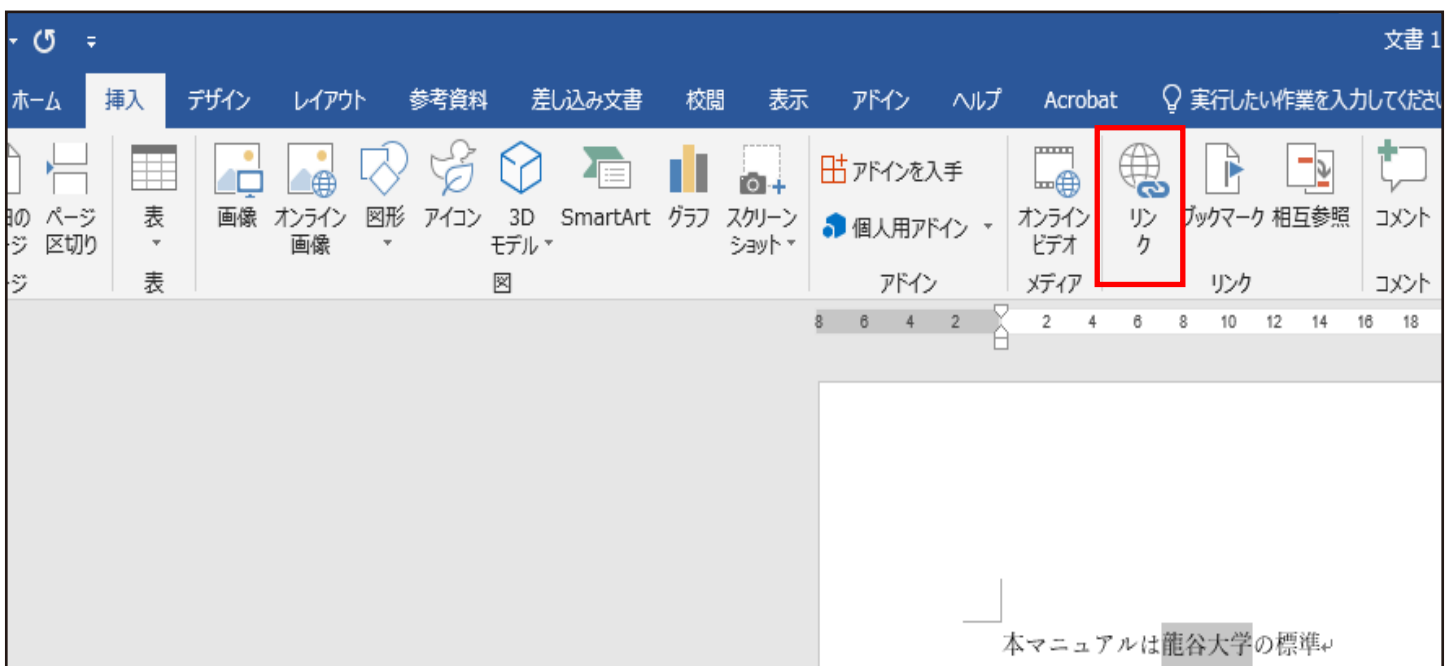 文書 1
ホーム 挿入 デザイン レイアウト 参考資料 差し込み文書 校閲 表示 アドイン ヘルプ Acrobat 実行したい作業を入力してくださ
ページ 表 画像 オンライン 図形 アイコン 3D SmartArt グラフ スクリーン アドインを入手 オンライン リン ブックマーク 相互参照 コメント
区切り 画像 モデル ショット 個人用アドイン ビデオ ク
表 図 アドイン メディア リンク コメント
8 6 4 2 2 4 6 8 10 12 14 16 18
本マニュアルは龍谷大学の標準